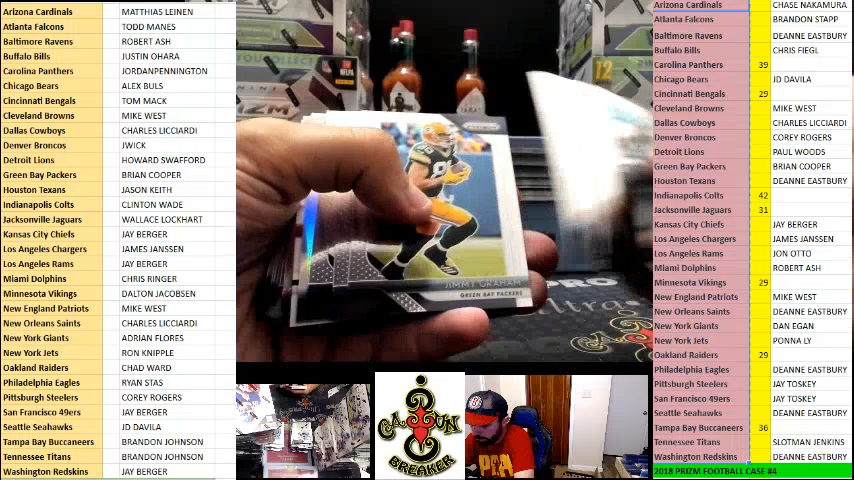 Arizona Cardinals MATTHIAS LEINEN
Atlanta Falcons TODD MANES
Baltimore Ravens ROBERT ASH
Buffalo Bills JUSTIN OHARA
Carolina Panthers JORDANPENNINGTON
Chicago Bears ALEX BULS
Cincinnati Bengals TOM MACK
Cleveland Browns MIKE WEST
Dallas Cowboys CHARLES LICCIARDI
Denver Broncos JWICK
Detroit Lions HOWARD SWAFFORD
Green Bay Packers BRIAN COOPER
Houston Texans JASON KEITH
Indianapolis Colts CLINTON WADE
Jacksonville Jaguars WALLACE LOCKHART
Kansas City Chiefs JAY BERGER
Los Angeles Chargers JAMES JANSSEN
Los Angeles Rams JAY BERGER
Miami Dolphins CHRIS RINGER
Minnesota Vikings DALTON JACOBSEN
New England Patriots MIKE WEST
New Orleans Saints CHARLES LICCIARDI
New York Giants ADRIAN FLORES
New York Jets RON KNIPPLE
Oakland Raiders CHAD WARD
Philadelphia Eagles RYAN STAS
Pittsburgh Steelers COREY ROGERS
San Francisco 49ers JAY BERGER
Seattle Seahawks JD DAVILA
Tampa Bay Buccaneers BRANDON JOHNSON
Tennessee Titans BRANDON JOHNSON
Washington Redskins JAY BERGER
12
JIMMY GRAHAM
GREEN BAY PACKERS
PRO
CAJUN
BREAKER
Arizona Cardinals CHASE NAKAMURA
Atlanta Falcons BRANDON STAPP
Baltimore Ravens DEANNE EASTBURY
Buffalo Bills CHRIS FIEGL
Carolina Panthers 39
Chicago Bears JD DAVILA
Cincinnati Bengals 29
Cleveland Browns MIKE WEST
Dallas Cowboys CHARLES LICCIARDI
Denver Broncos COREY ROGERS
Detroit Lions PAUL WOODS
Green Bay Packers BRIAN COOPER
Houston Texans DEANNE EASTBURY
Indianapolis Colts 42
Jacksonville Jaguars 31
Kansas City Chiefs JAY BERGER
Los Angeles Chargers JAMES JANSSEN
Los Angeles Rams JON OTTO
Miami Dolphins ROBERT ASH
Minnesota Vikings 29
New England Patriots MIKE WEST
New Orleans Saints DEANNE EASTBURY
New York Giants DAN EGAN
New York Jets PONNA LY
Oakland Raiders 29
Philadelphia Eagles DEANNE EASTBURY
Pittsburgh Steelers JAY TOSKEY
San Francisco 49ers JAY TOSKEY
Seattle Seahawks DEANNE EASTBURY
Tampa Bay Buccaneers 36
Tennessee Titans SLOTMAN JENKINS
Washington Redskins DEANNE EASTBURY
2018 PRIZM FOOTBALL CASE #4